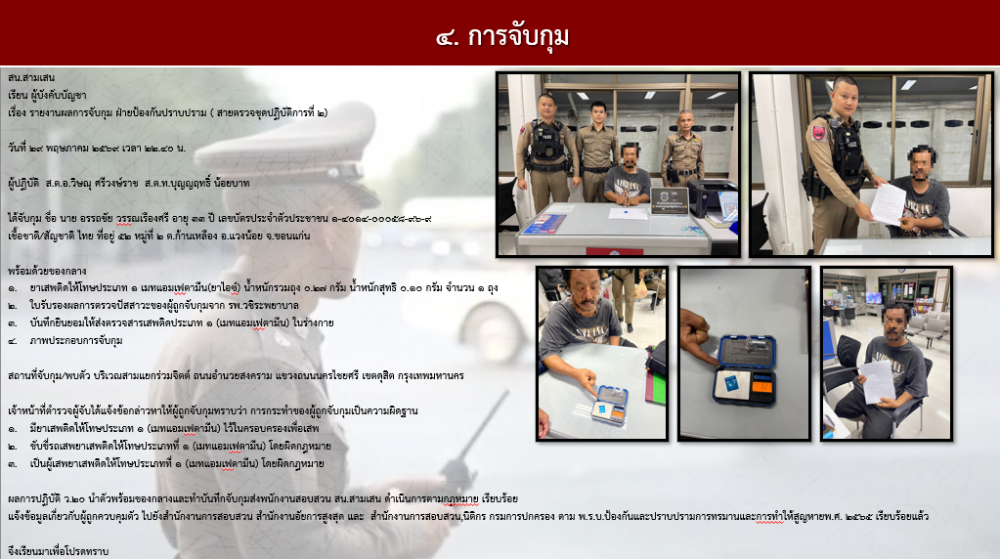 ๔. การจับกุม
สน.สามเสน
เรียน ผู้บังคับบัญชา
เรื่อง รายงานผลการจับกุม ฝ่ายป้องกันปราบปราม ( สายตรวจชุดปฏิบัติการที่ ๒)
วันที่ ๒๙ พฤษภาคม ๒๕๖๙ เวลา ๒๒.๔๐ น.
ผู้ปฏิบัติ ส.ต.อ.วิษณุ ศรีวงษ์ราช ส.ต.ท.บุญญฤทธิ์ น้อยบาท
ได้จับกุม ชื่อ นาย อรรถชัย วรรณเรืองศรี อายุ ๓๓ ปี เลขบัตรประจำตัวประชาชน ๑-๔๐๑๔-๐๐๐๕๘-๙๖-๙
เชื้อชาติ/สัญชาติ ไทย ที่อยู่ ๕๒ หมู่ที่ ๒ ต.ก้านเหลือง อ.แวงน้อย จ.ขอนแก่น
พร้อมด้วยของกลาง
๑. ยาเสพติดให้โทษประเภท ๑ เมทแอมเฟตามีน(ยาไอซ์) น้ำหนักรวมถุง ๐.๒๗ กรัม น้ำหนักสุทธิ ๐.๑๐ กรัม จำนวน ๑ ถุง
๒. ใบรับรองผลการตรวจปัสสาวะของผู้ถูกจับกุมจาก รพ.วชิระพยาบาล
๓. บันทึกยินยอมให้ส่งตรวจสารเสพติดประเภท ๑ (เมทแอมเฟตามีน) ในร่างกาย
๔. ภาพประกอบการจับกุม
สถานที่จับกุม/พบตัว บริเวณสามแยกร่วมจิตต์ ถนนอำนวยสงคราม แขวงถนนนครไชยศรี เขตดุสิต กรุงเทพมหานคร
เจ้าหน้าที่ตำรวจผู้จับได้แจ้งข้อกล่าวหาให้ผู้ถูกจับกุมทราบว่า การกระทำของผู้ถูกจับกุมเป็นความผิดฐาน
๑. มียาเสพติดให้โทษประเภท ๑ (เมทแอมเฟตามีน) ไว้ในครอบครองเพื่อเสพ
๒. ขับขี่รถเสพยาเสพติดให้โทษประเภทที่ ๑ (เมทแอมเฟตามีน) โดยผิดกฎหมาย
๓. เป็นผู้เสพยาเสพติดให้โทษประเภทที่ ๑ (เมทแอมเฟตามีน) โดยผิดกฎหมาย
ผลการปฏิบัติ ว.๒๐ นำตัวพร้อมของกลางและทำบันทึกจับกุมส่งพนักงานสอบสวน สน.สามเสน ดำเนินการตามกฎหมาย เรียบร้อย
แจ้งข้อมูลเกี่ยวกับผู้ถูกควบคุมตัว ไปยังสำนักงานการสอบสวน สำนักงานอัยการสูงสุด และ สำนักงานการสอบสวน,นิติกร กรมการปกครอง ตาม พ.ร.บ.ป้องกันและปราบปรามการทรมานและการทำให้สูญหายพ.ศ. ๒๕๖๕ เรียบร้อยแล้ว
จึงเรียนมาเพื่อโปรดทราบ